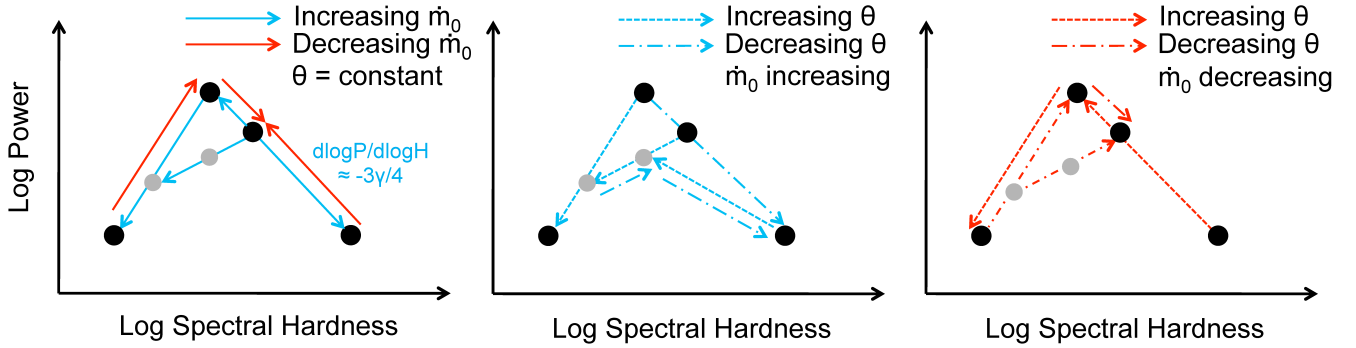 Increasing ṁ₀
Decreasing ṁ₀
θ = constant
dlogP/dlogH
≈ -3γ/4
Log Power
Log Spectral Hardness
Increasing θ
Decreasing θ
ṁ₀ increasing
Log Spectral Hardness
Increasing θ
Decreasing θ
ṁ₀ decreasing
Log Spectral Hardness